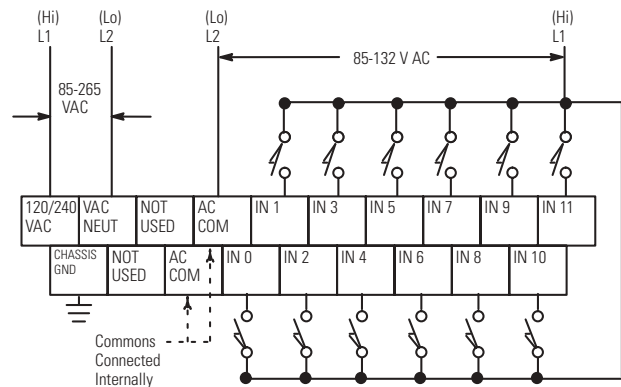 (Hi)
L1
(Lo)
L2
(Lo)
L2
(Hi)
L1
85-132 V AC
85-265
VAC
120/240
VAC
VAC
NEUT
NOT
USED
AC
COM
IN 1
IN 3
IN 5
IN 7
IN 9
IN 11
CHASSIS
GND
NOT
USED
AC
COM
IN 0
IN 2
IN 4
IN 6
IN 8
IN 10
Commons
Connected
Internally